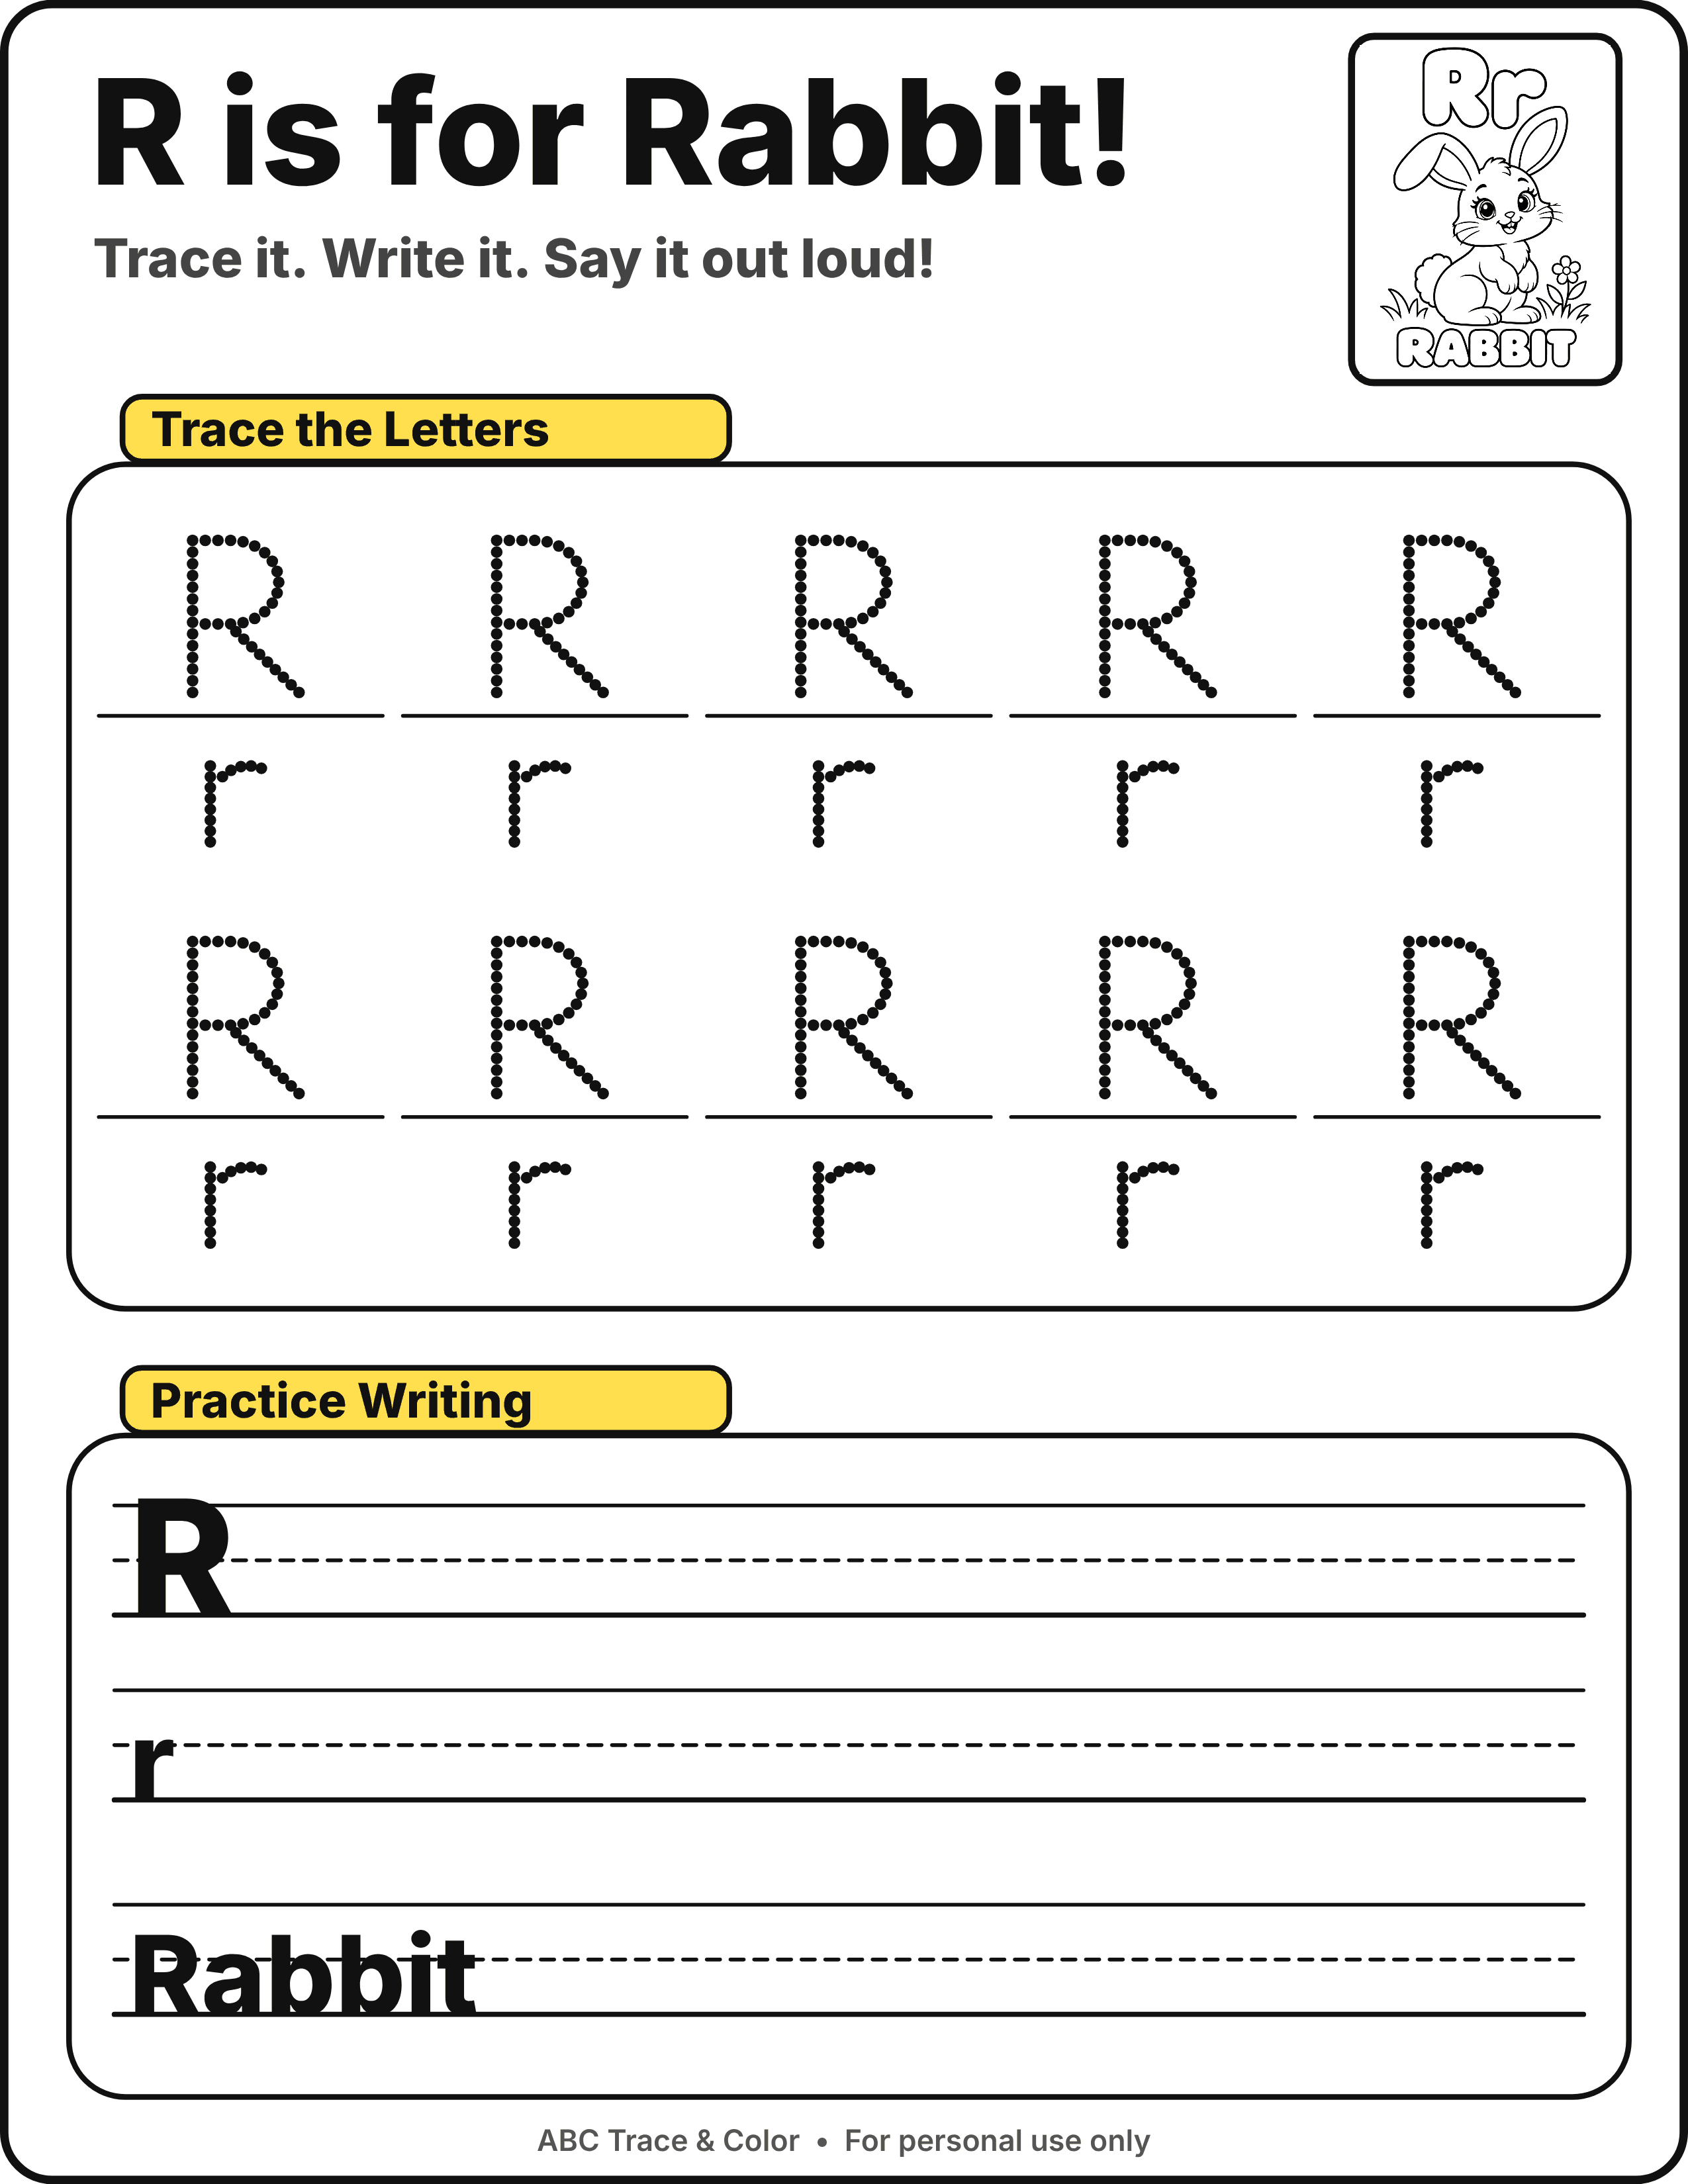 R is for Rabbit!
Trace it. Write it. Say it out loud!
Rr
RABBIT
Trace the Letters
R R R R R
r r r r r
R R R R R
r r r r r
Practice Writing
R
r
Rabbit
ABC Trace & Color • For personal use only